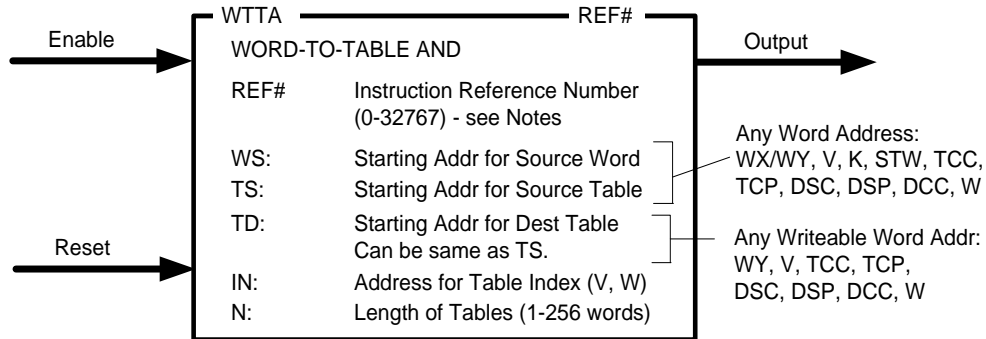 WTTA REF#
Enable
WORD-TO-TABLE AND
Output
REF# Instruction Reference Number
(0-32767) - see Notes
WS: Starting Addr for Source Word
TS: Starting Addr for Source Table
Any Word Address:
WX/WY, V, K, STW, TCC,
TCP, DSC, DSP, DCC, W
TD: Starting Addr for Dest Table
Can be same as TS.
Any Writeable Word Addr:
WY, V, TCC, TCP,
DSC, DSP, DCC, W
Reset
IN: Address for Table Index (V, W)
N: Length of Tables (1-256 words)